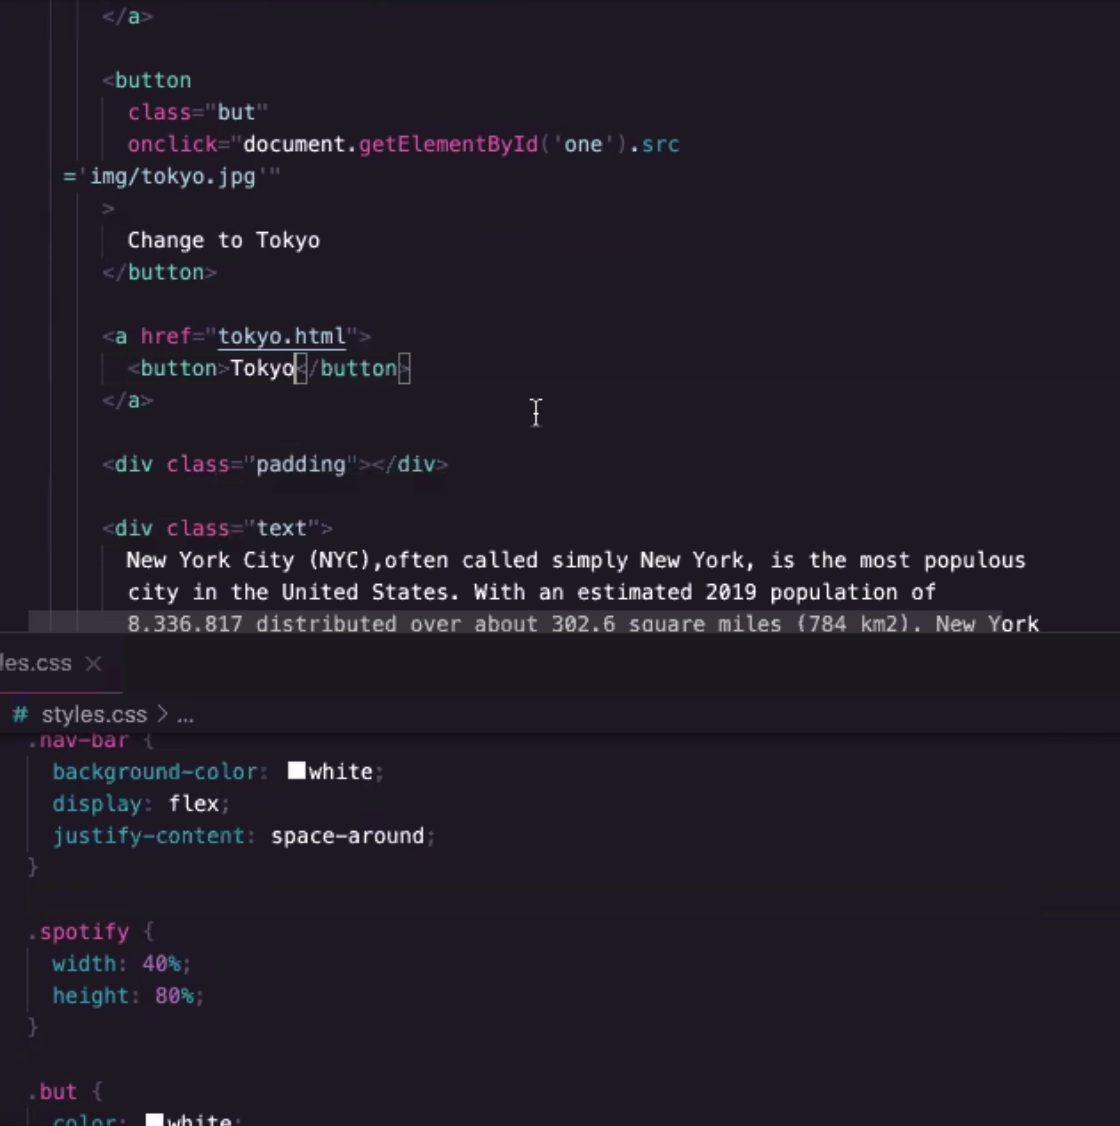 </a>
<button
class="but"
onclick="document.getElementById('one').src
='img/tokyo.jpg'"
>
Change to Tokyo
</button>
<a href="tokyo.html">
<button>Tokyo</button>
</a>
<div class="padding"></div>
<div class="text">
New York City (NYC),often called simply New York, is the most populous
city in the United States. With an estimated 2019 population of
8,336,817 distributed over about 302.6 square miles (784 km2), New York
les.css ×
# styles.css > ...
.nav-bar {
background-color: white;
display: flex;
justify-content: space-around;
}
.spotify {
width: 40%;
height: 80%;
}
.but {
color: white;